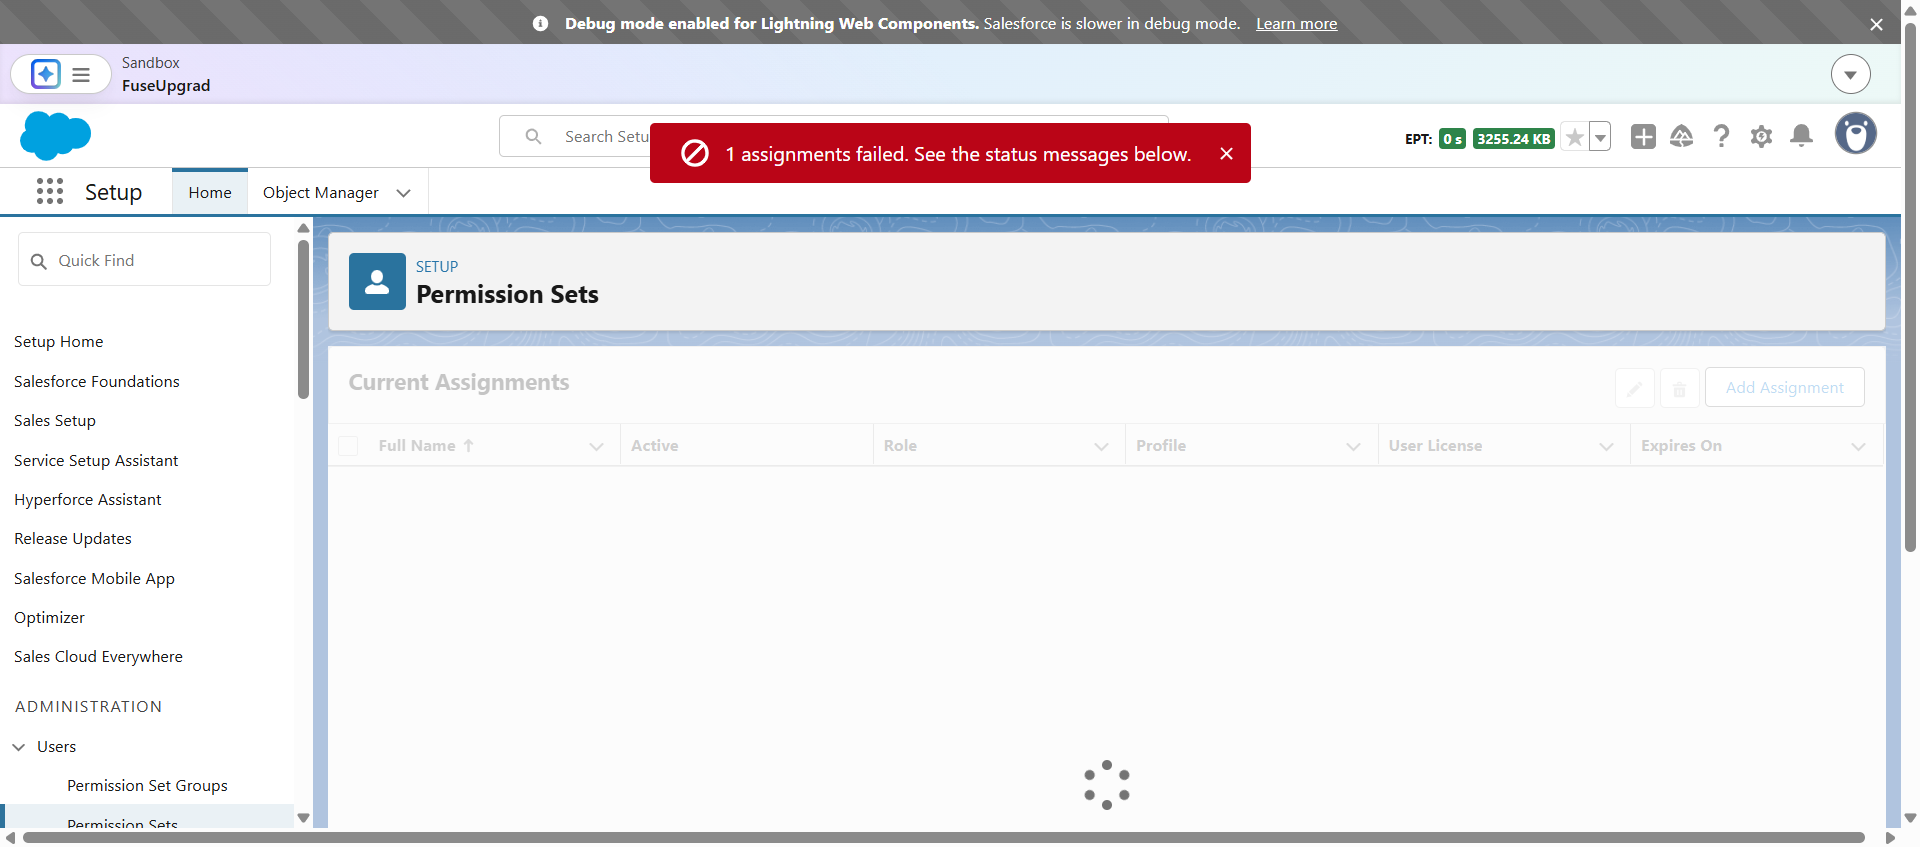 Debug mode enabled for Lightning Web Components. Salesforce is slower in debug mode. Learn more
Sandbox
FuseUpgrad
Search Setu
1 assignments failed. See the status messages below.
EPT: 0 s 3255.24 KB
Setup
Home
Object Manager
Quick Find
SETUP
Permission Sets
Setup Home
Salesforce Foundations
Sales Setup
Service Setup Assistant
Hyperforce Assistant
Release Updates
Salesforce Mobile App
Optimizer
Sales Cloud Everywhere
ADMINISTRATION
Users
Permission Set Groups
Permission Sets
Current Assignments
Add Assignment
Full Name
Active
Role
Profile
User License
Expires On